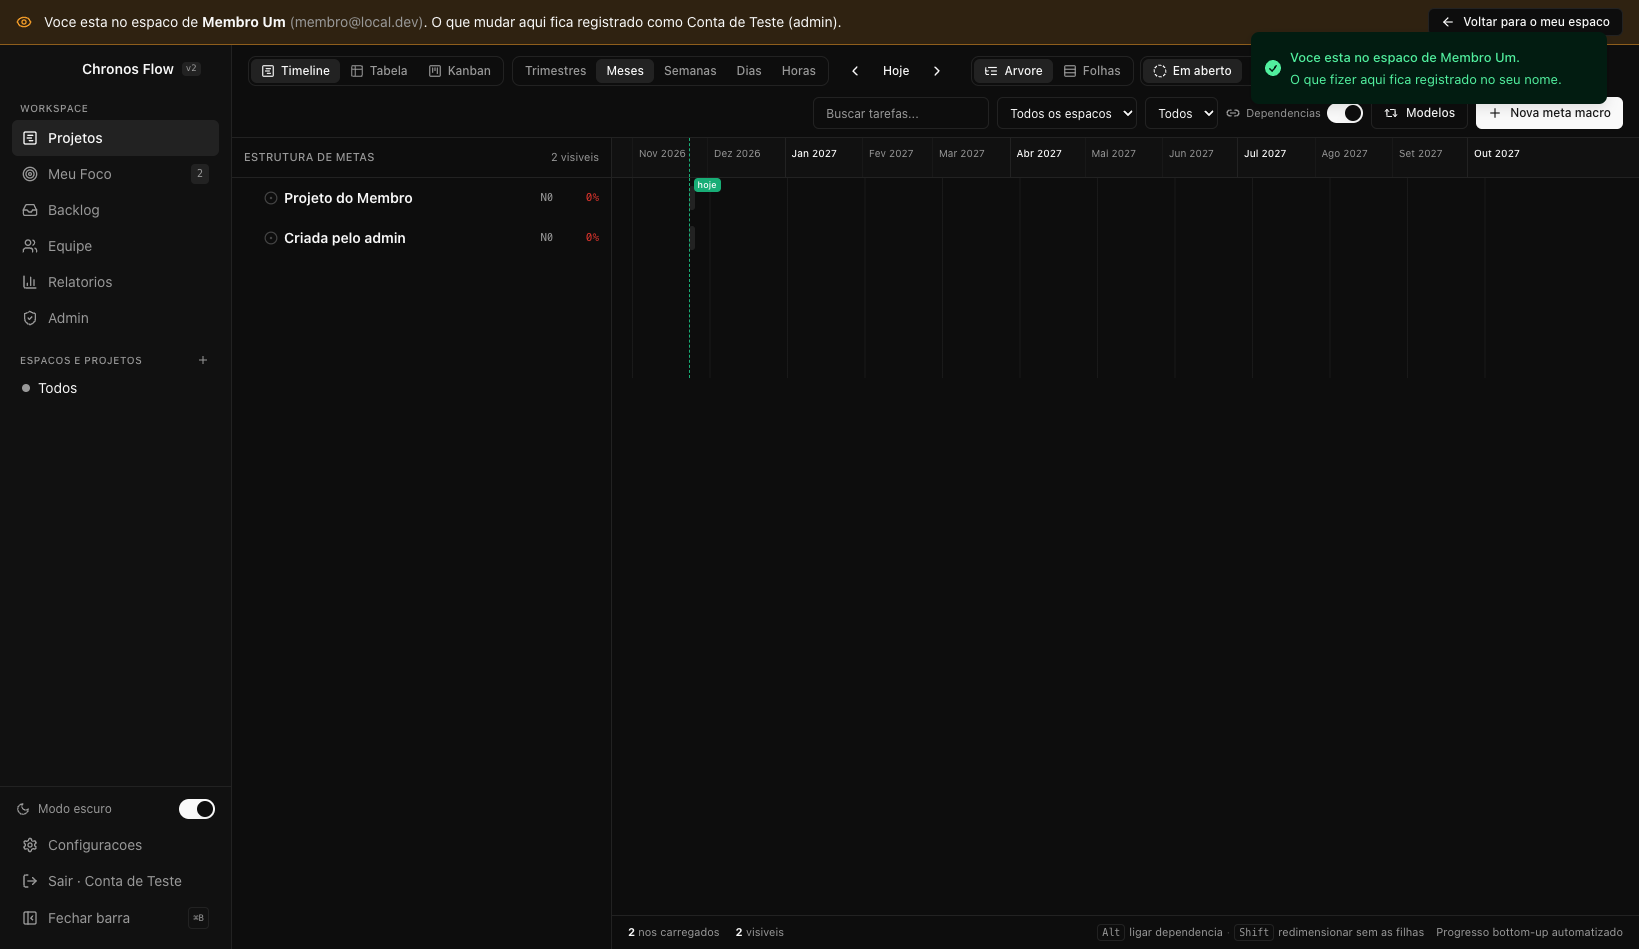 Voce esta no espaco de Membro Um (membro@local.dev). O que mudar aqui fica registrado como Conta de Teste (admin).
Voltar para o meu espaco
Voce esta no espaco de Membro Um.
O que fizer aqui fica registrado no seu nome.
Chronos Flow v2
WORKSPACE
Projetos
Meu Foco 2
Backlog
Equipe
Relatorios
Admin
ESPACOS E PROJETOS
Todos
Modo escuro
Configuracoes
Sair · Conta de Teste
Fechar barra ⌘B
Timeline Tabela Kanban Trimestres Meses Semanas Dias Horas Hoje Arvore Folhas Em aberto
Buscar tarefas... Todos os espacos Todos Dependencias Modelos Nova meta macro
ESTRUTURA DE METAS 2 visiveis
Nov 2026 Dez 2026 Jan 2027 Fev 2027 Mar 2027 Abr 2027 Mai 2027 Jun 2027 Jul 2027 Ago 2027 Set 2027 Out 2027
hoje
Projeto do Membro N0 0%
Criada pelo admin N0 0%
2 nos carregados 2 visiveis
Alt ligar dependencia · Shift redimensionar sem as filhas Progresso bottom-up automatizado